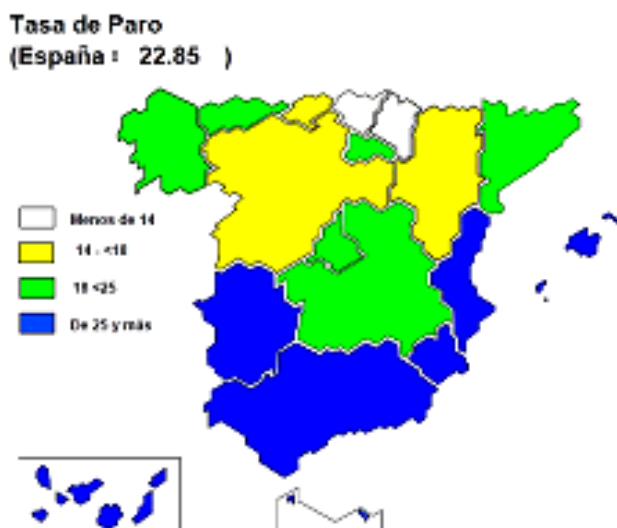 Tasa de Paro
(España : 22.85 )
Menos de 14
14 - <18
18 <25
De 25 y más